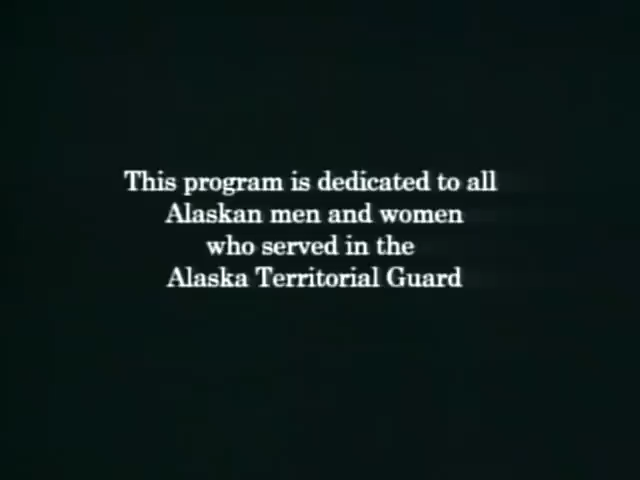 This program is dedicated to all
Alaskan men and women
who served in the
Alaska Territorial Guard